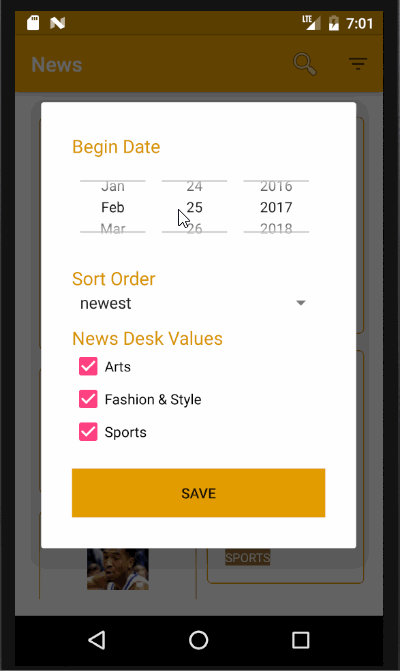 LTE 7:01
News
Begin Date
Jan 24 2016
Feb 25 2017
Mar 26 2018
Sort Order
newest
News Desk Values
Arts
Fashion & Style
Sports
SAVE
SPORTS